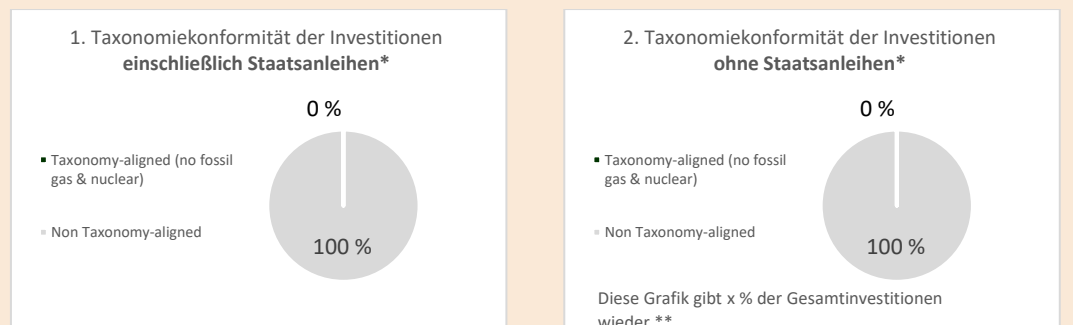 1. Taxonomiekonformität der Investitionen
einschließlich Staatsanleihen*
0 %
Taxonomy-aligned (no fossil
gas & nuclear)
Non Taxonomy-aligned
100 %
2. Taxonomiekonformität der Investitionen
ohne Staatsanleihen*
0 %
Taxonomy-aligned (no fossil
gas & nuclear)
Non Taxonomy-aligned
100 %
Diese Grafik gibt x % der Gesamtinvestitionen
wieder **